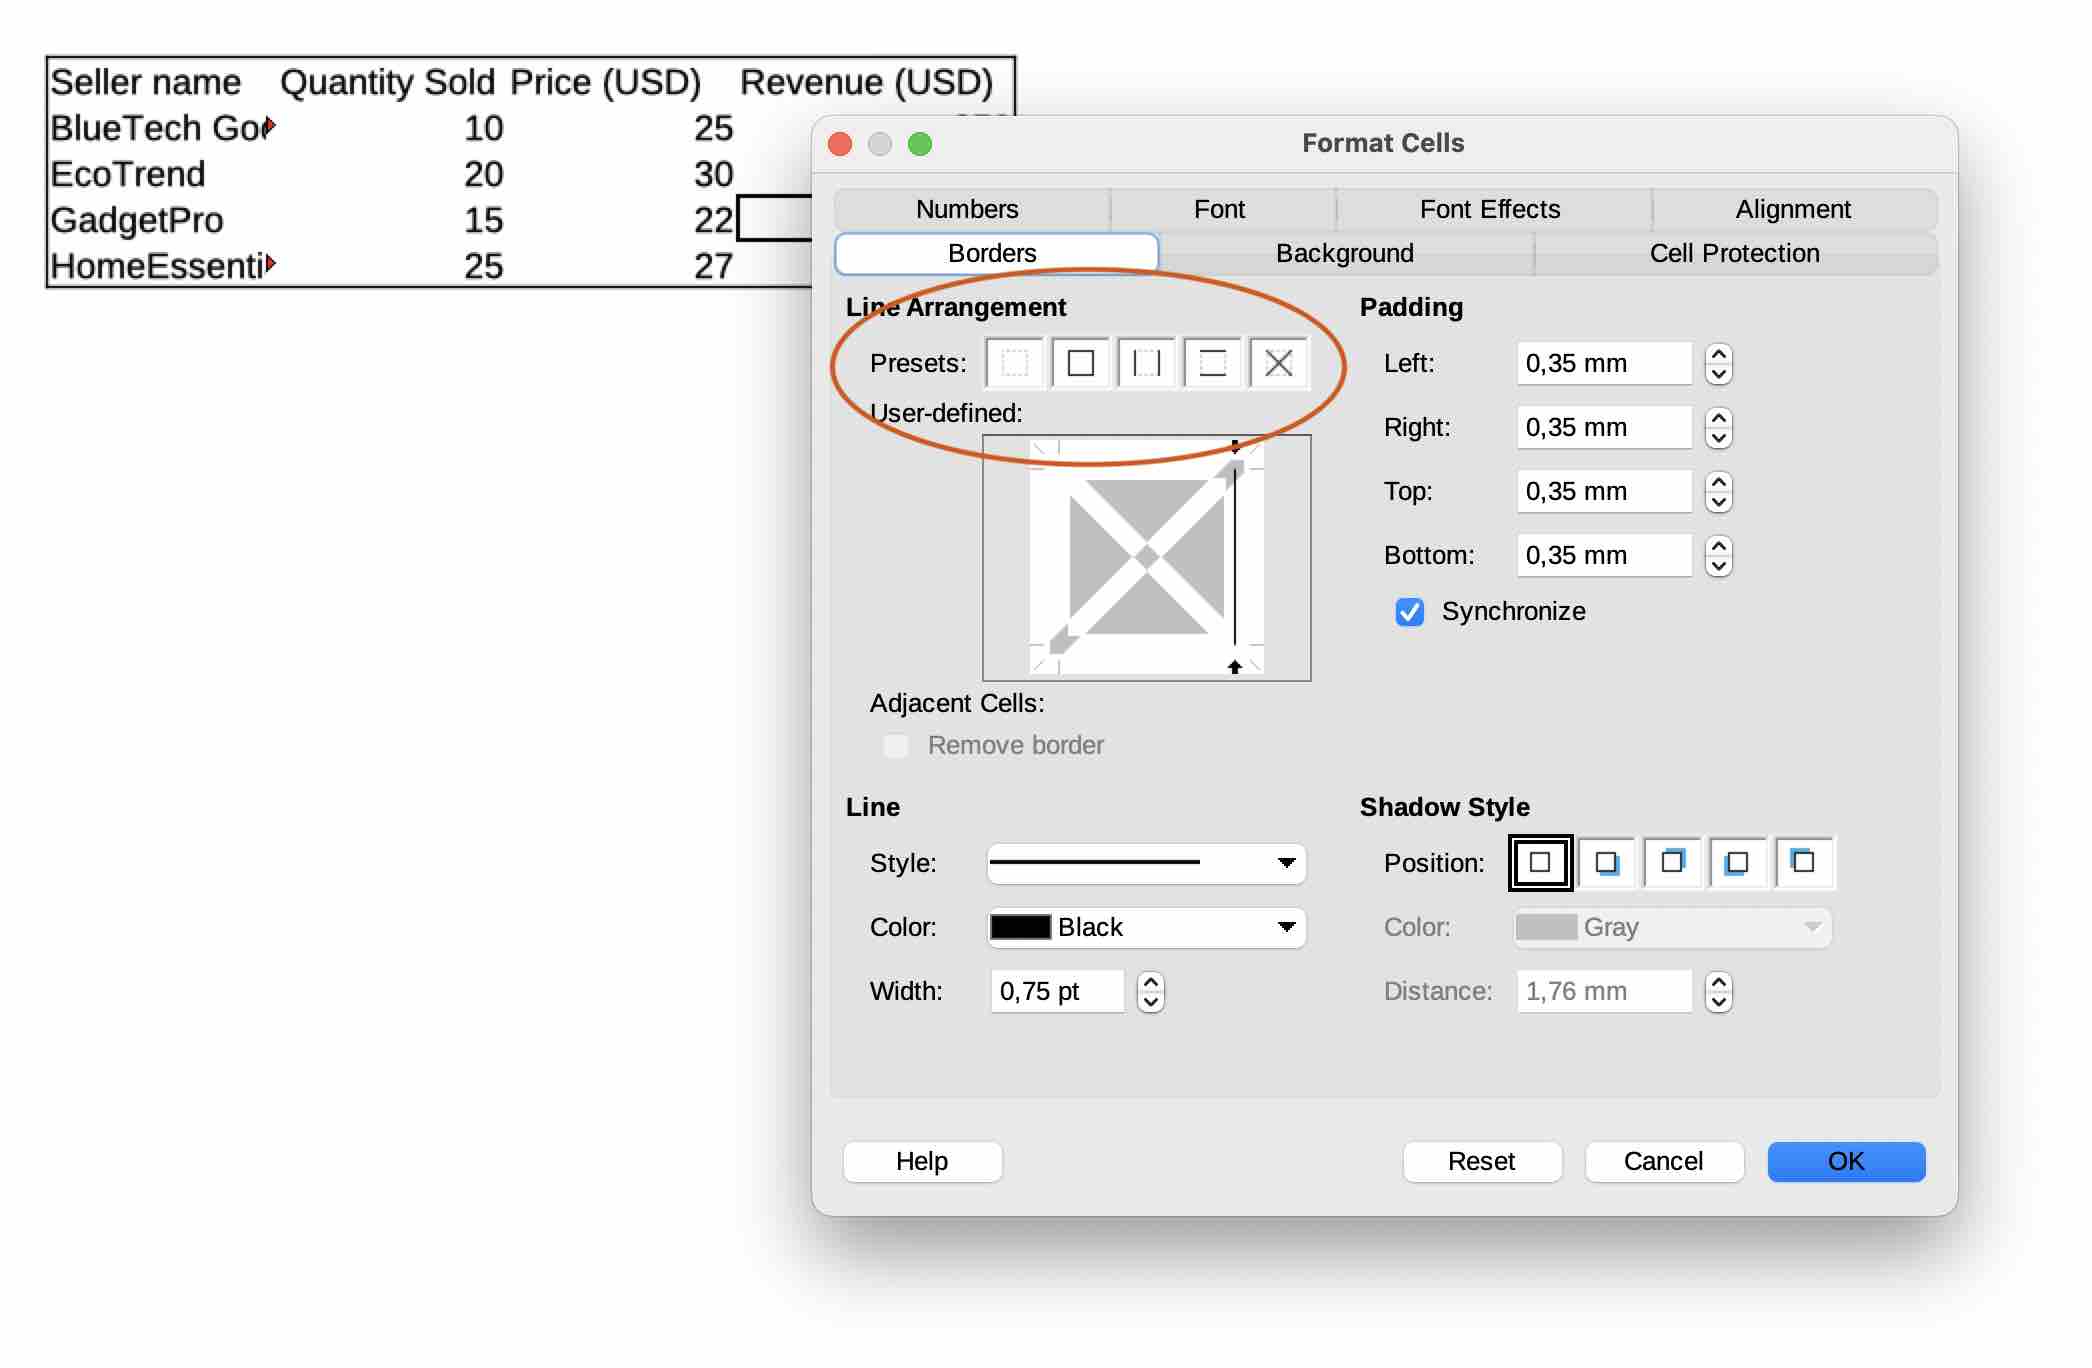 Seller name Quantity Sold Price (USD) Revenue (USD)
BlueTech Goo 10 25
EcoTrend 20 30
GadgetPro 15 22
HomeEssenti 25 27
Format Cells
Numbers Font Font Effects Alignment
Borders Background Cell Protection
Line Arrangement
Presets:
User-defined:
Adjacent Cells:
Remove border
Padding
Left: 0,35 mm
Right: 0,35 mm
Top: 0,35 mm
Bottom: 0,35 mm
Synchronize
Line
Style:
Color: Black
Width: 0,75 pt
Shadow Style
Position:
Color: Gray
Distance: 1,76 mm
Help Reset Cancel OK